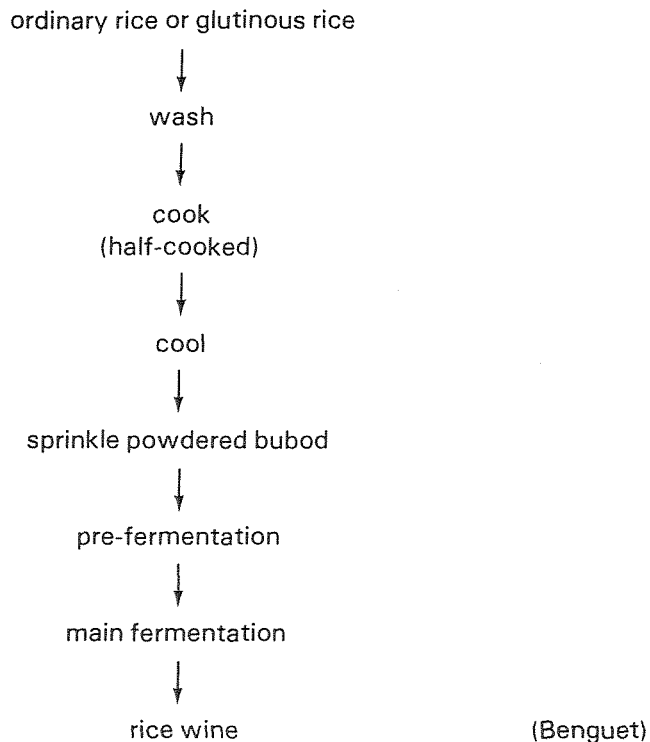 ordinary rice or glutinous rice
wash
cook
(half-cooked)
cool
sprinkle powdered bubod
pre-fermentation
main fermentation
rice wine (Benguet)